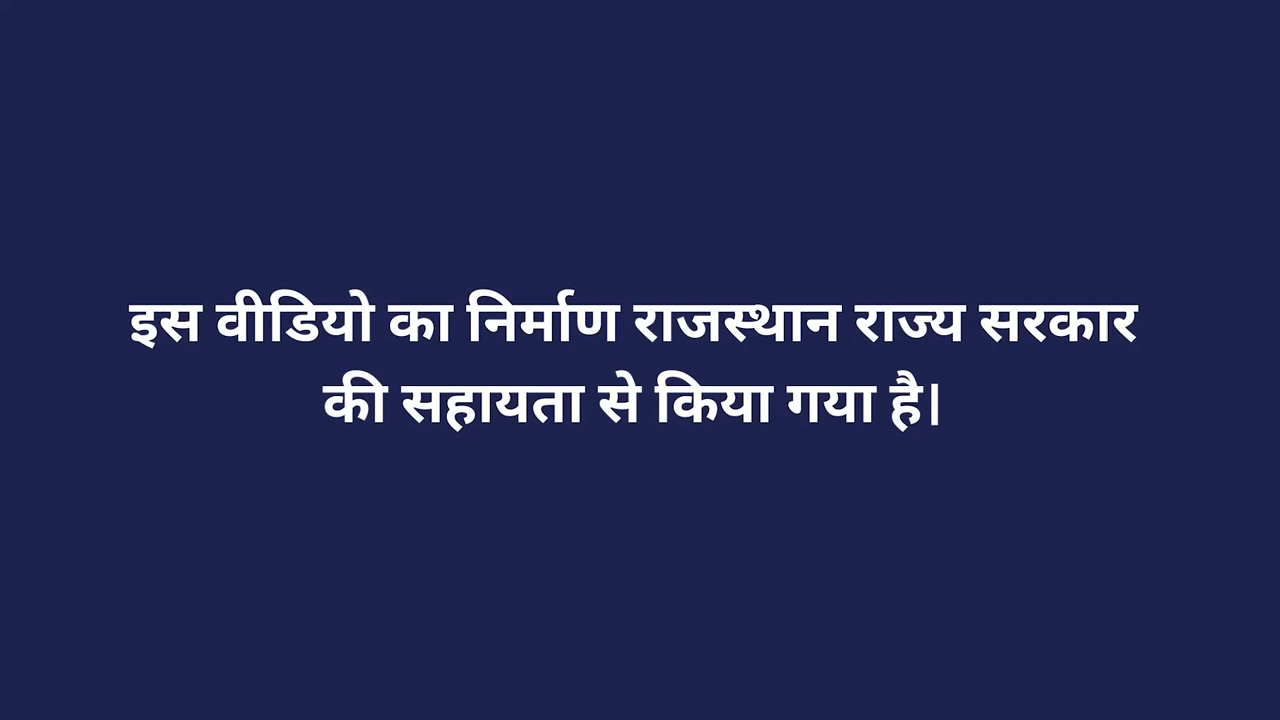 इस वीडियो का निर्माण राजस्थान राज्य सरकार
की सहायता से किया गया है।